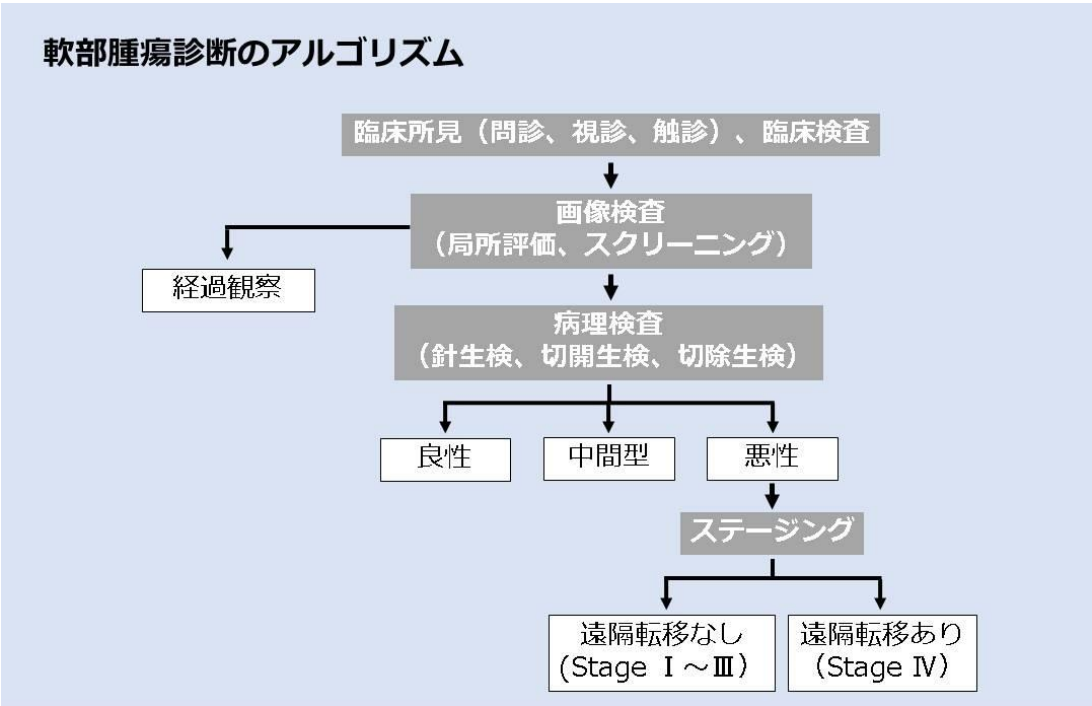 軟部腫瘍診断のアルゴリズム
臨床所見（問診、視診、触診）、臨床検査
画像検査
（局所評価、スクリーニング）
経過観察
病理検査
（針生検、切開生検、切除生検）
良性
中間型
悪性
ステージング
遠隔転移なし
(Stage Ⅰ～Ⅲ)
遠隔転移あり
(Stage Ⅳ)